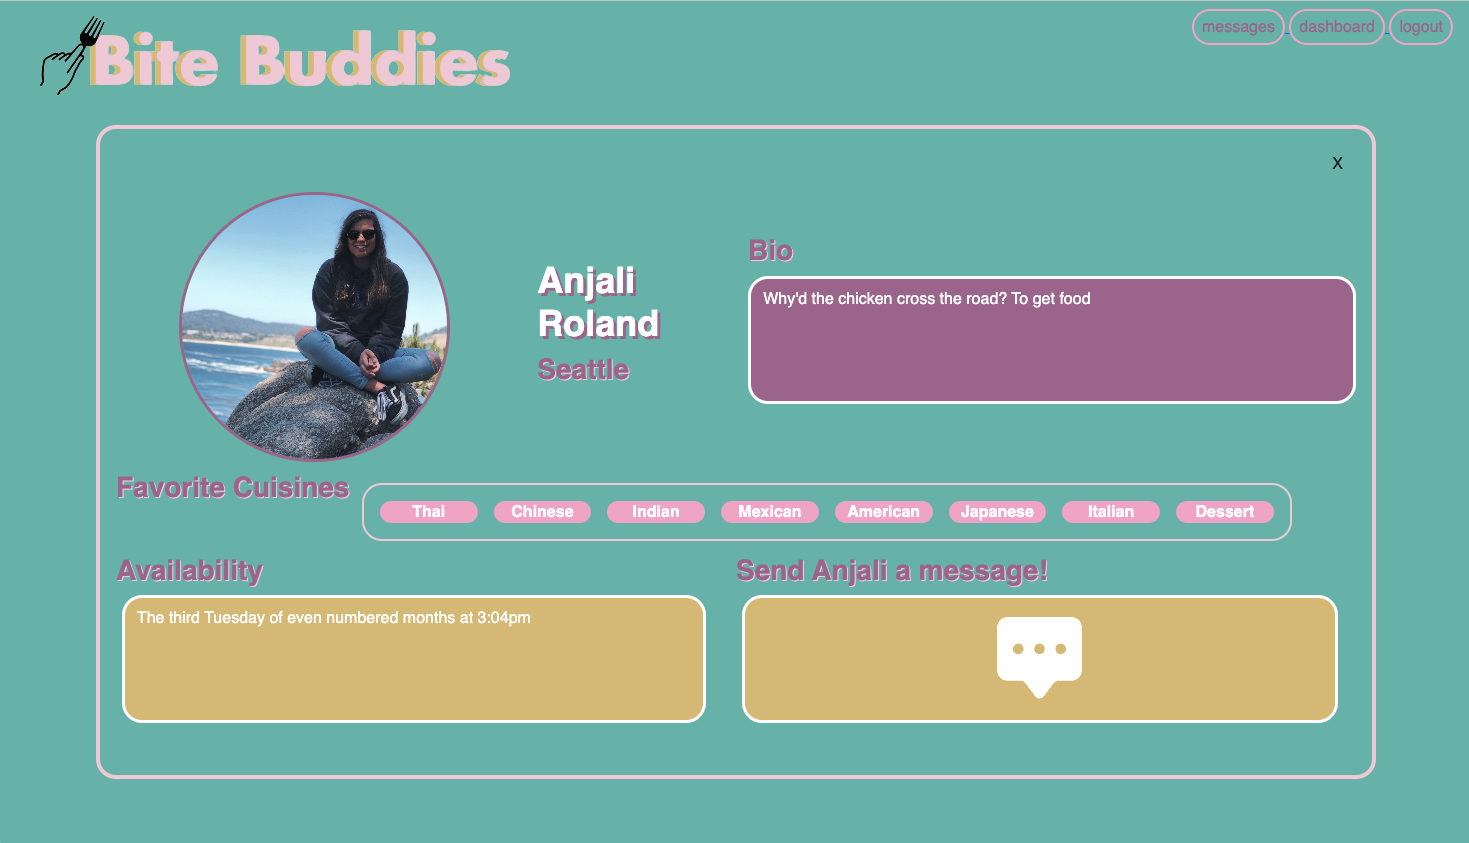 Bite Buddies
messages dashboard logout
x
Anjali
Roland
Seattle
Bio
Why'd the chicken cross the road? To get food
Favorite Cuisines
Thai Chinese Indian Mexican American Japanese Italian Dessert
Availability
The third Tuesday of even numbered months at 3:04pm
Send Anjali a message!